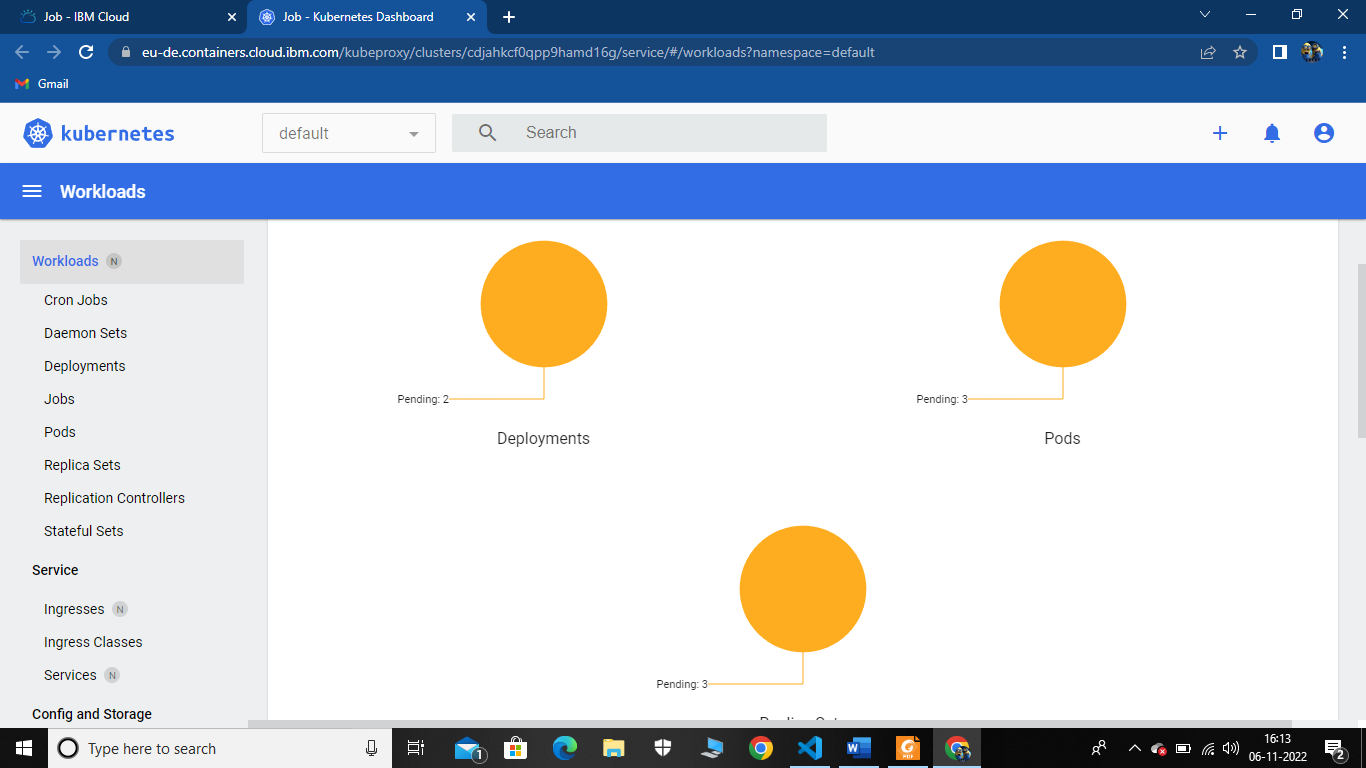 Job - IBM Cloud
Job - Kubernetes Dashboard
eu-de.containers.cloud.ibm.com/kubeproxy/clusters/cdjahkcf0qpp9hamd16g/service/#/workloads?namespace=default
Gmail
kubernetes
default
Search
Workloads
Workloads N
Cron Jobs
Daemon Sets
Deployments
Jobs
Pods
Replica Sets
Replication Controllers
Stateful Sets
Service
Ingresses N
Ingress Classes
Services N
Config and Storage
Pending: 2
Deployments
Pending: 3
Pods
Pending: 3
Type here to search
1
PDF
16:13
06-11-2022
2